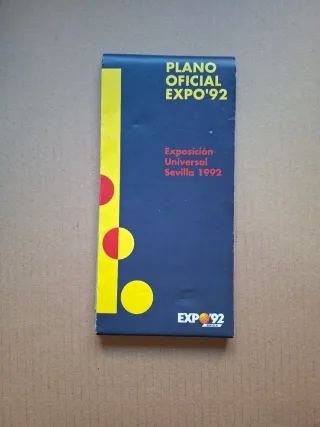 PLANO
OFICIAL
EXPO'92
Exposición
Universal
Sevilla 1992
EXPO'92